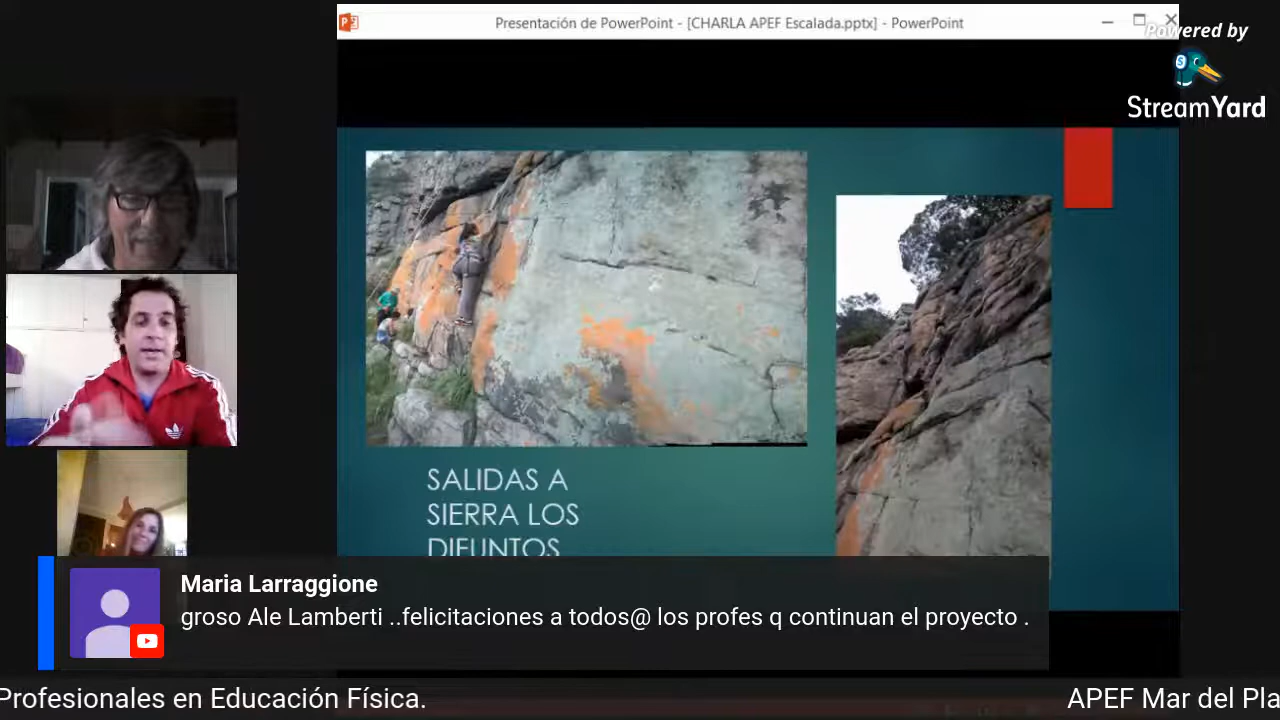 Presentación de PowerPoint - [CHARLA APEF Escalada.pptx] - PowerPoint
Powered by
StreamYard
SALIDAS A
SIERRA LOS
DIFUNTOS
Maria Larraggione
groso Ale Lamberti ..felicitaciones a todos@ los profes q continuan el proyecto .
Profesionales en Educación Física.
APEF Mar del Pla